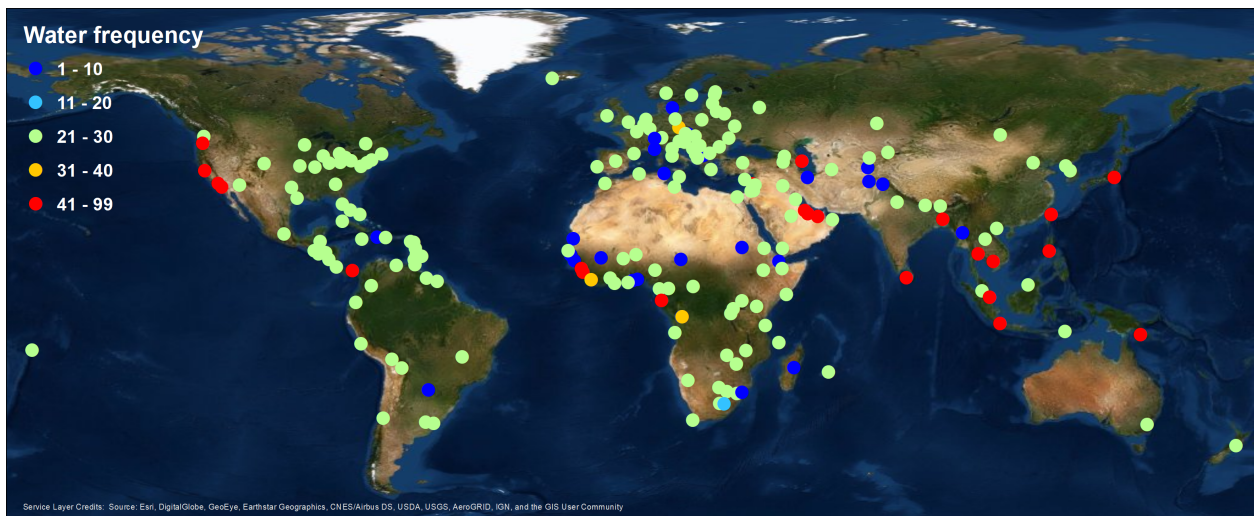 Water frequency
1 - 10
11 - 20
21 - 30
31 - 40
41 - 99
Service Layer Credits: Source: Esri, DigitalGlobe, GeoEye, Earthstar Geographics, CNES/Airbus DS, USDA, USGS, AeroGRID, IGN, and the GIS User Community